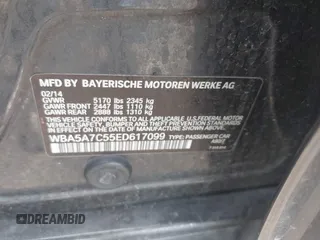 MFD BY BAYERISCHE MOTOREN WERKE AG
02/14
GVWR 5170 lbs 2345 kg
GAWR FRONT 2447 lbs 1110 kg
GAWR REAR 2888 lbs 1310 kg
THIS VEHICLE CONFORMS TO ALL APPLICABLE U.S. FEDERAL MOTOR
VEHICLE SAFETY, BUMPER AND THEFT PREVENTION STANDARDS IN
EFFECT ON THE DATE OF MANUFACTURE SHOWN ABOVE.
WBA5A7C55ED617099 TYPE: PASSENGER CAR
DREAMBID